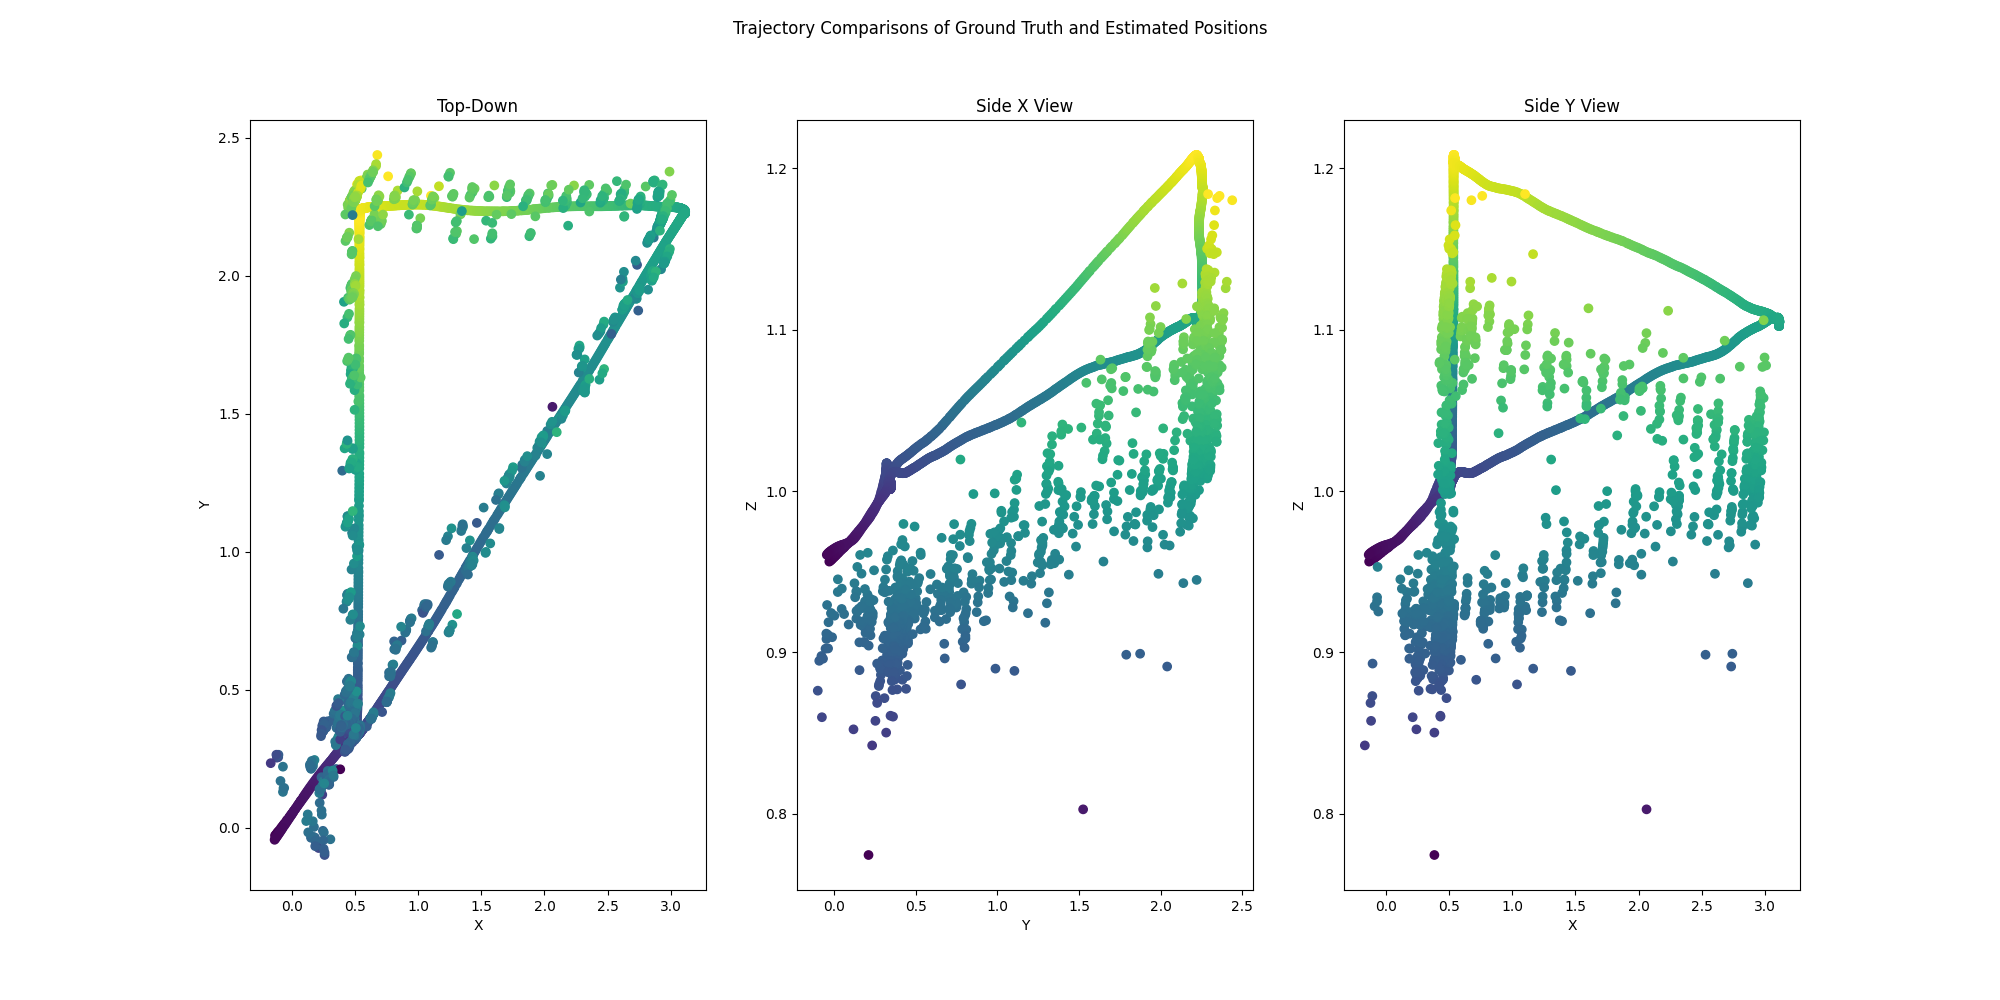 Trajectory Comparisons of Ground Truth and Estimated Positions
Top-Down
2.5
2.0
1.5
1.0
0.5
0.0
Y
0.0 0.5 1.0 1.5 2.0 2.5 3.0
X
Side X View
1.2
1.1
1.0
0.9
0.8
Z
0.0 0.5 1.0 1.5 2.0 2.5
Y
Side Y View
1.2
1.1
1.0
0.9
0.8
Z
0.0 0.5 1.0 1.5 2.0 2.5 3.0
X